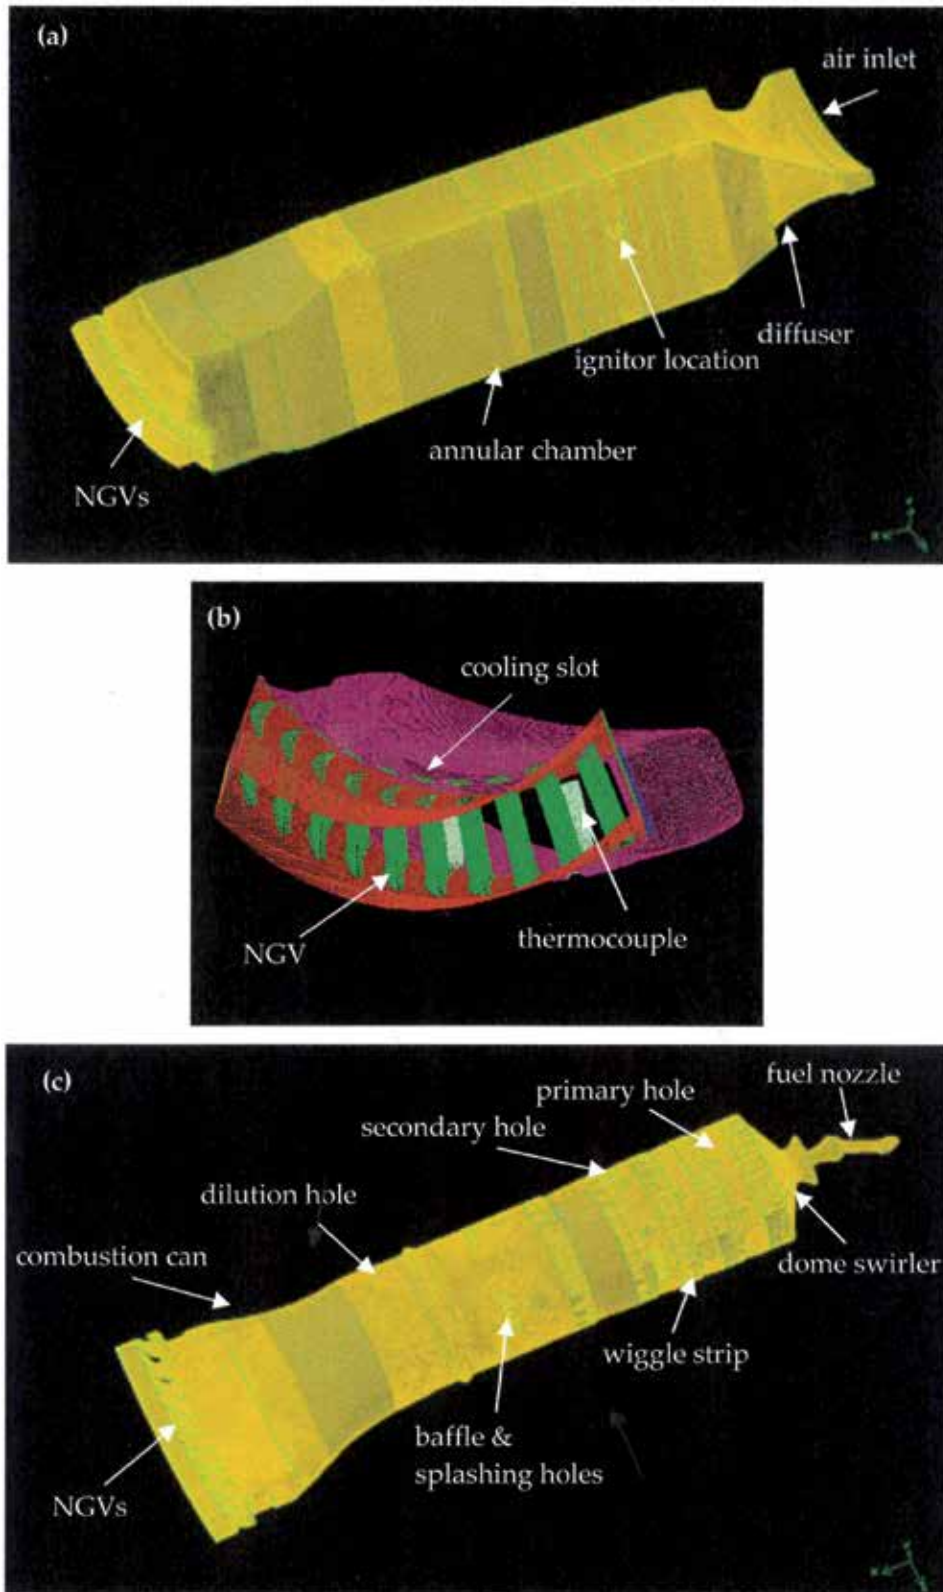 (a)
air inlet
diffuser
ignitor location
annular chamber
NGVs
(b)
cooling slot
NGV
thermocouple
(c)
fuel nozzle
primary hole
secondary hole
dilution hole
combustion can
dome swirler
wiggle strip
baffle &
splashing holes
NGVs